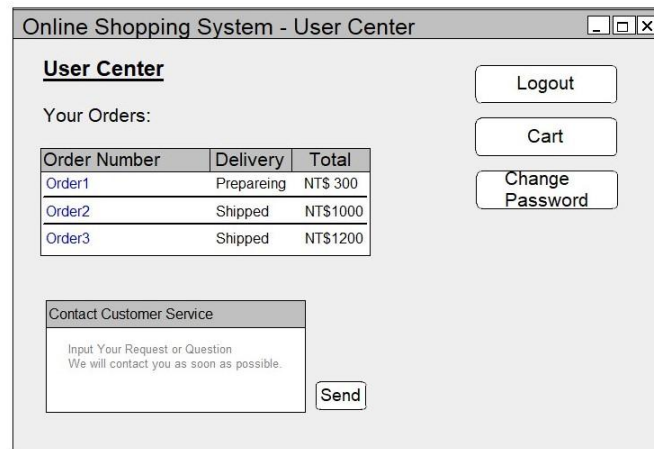 Online Shopping System - User Center
User Center
Logout
Your Orders:
Cart
Order Number Delivery Total
Order1 Prepareing NT$ 300
Change
Password
Order2 Shipped NT$1000
Order3 Shipped NT$1200
Contact Customer Service
Input Your Request or Question
We will contact you as soon as possible.
Send